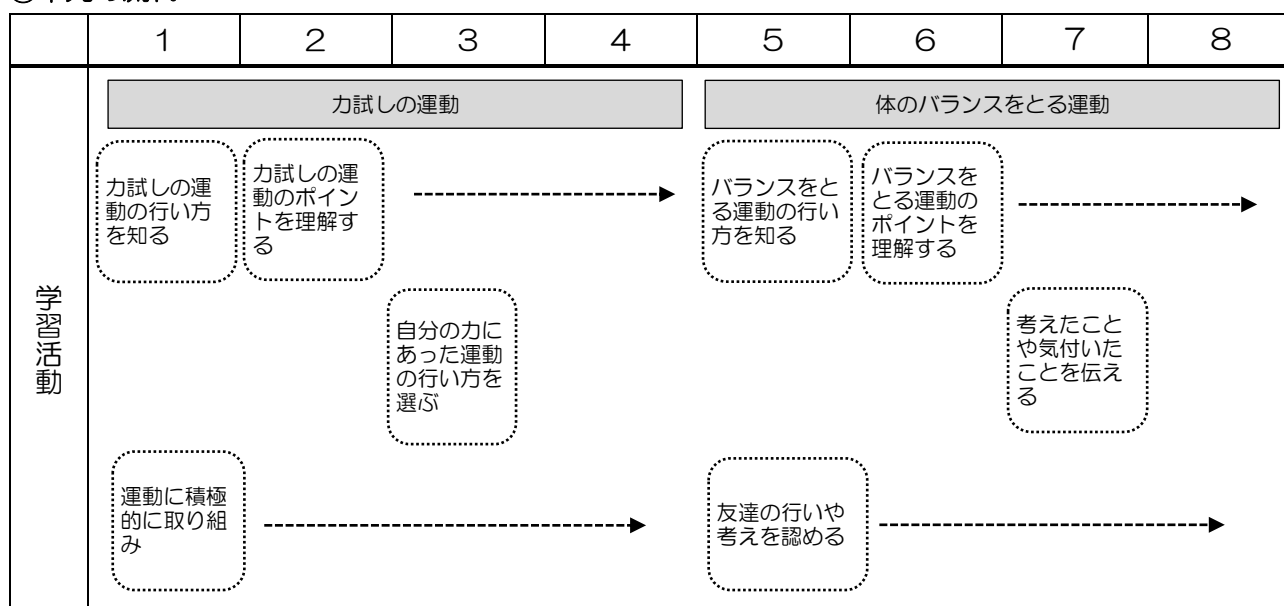 1 2 3 4 5 6 7 8
力試しの運動
体のバランスをとる運動
力試しの運
動の行い方
を知る
力試しの運
動のポイン
トを理解す
る
バランスをと
る運動の行い
方を知る
バランスを
とる運動の
ポイントを
理解する
学習活動
自分の力に
あった運動
の行い方を
選ぶ
考えたこと
や気付いた
ことを伝え
る
運動に積極
的に取り組
み
友達の行いや
考えを認める